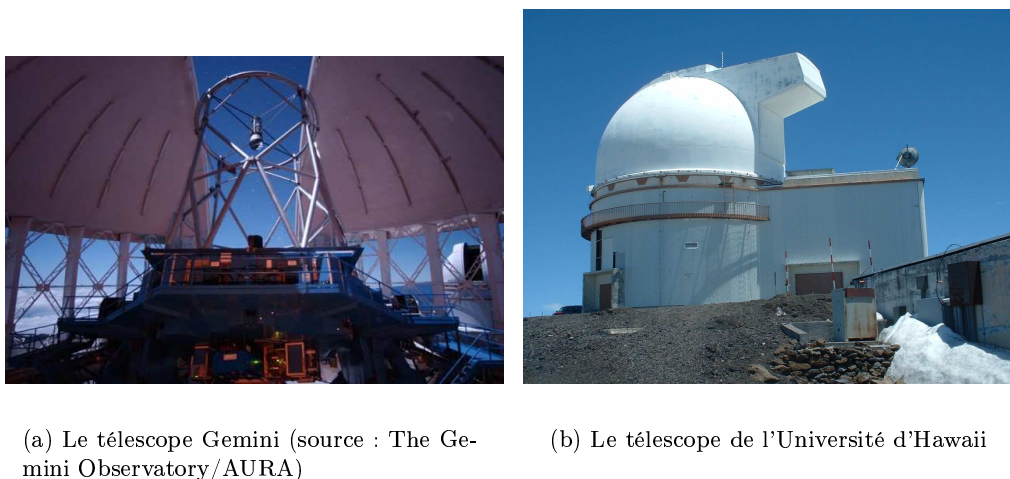 (a) Le télescope Gemini (source : The Ge-
mini Observatory/AURA)
(b) Le télescope de l'Université d'Hawaii